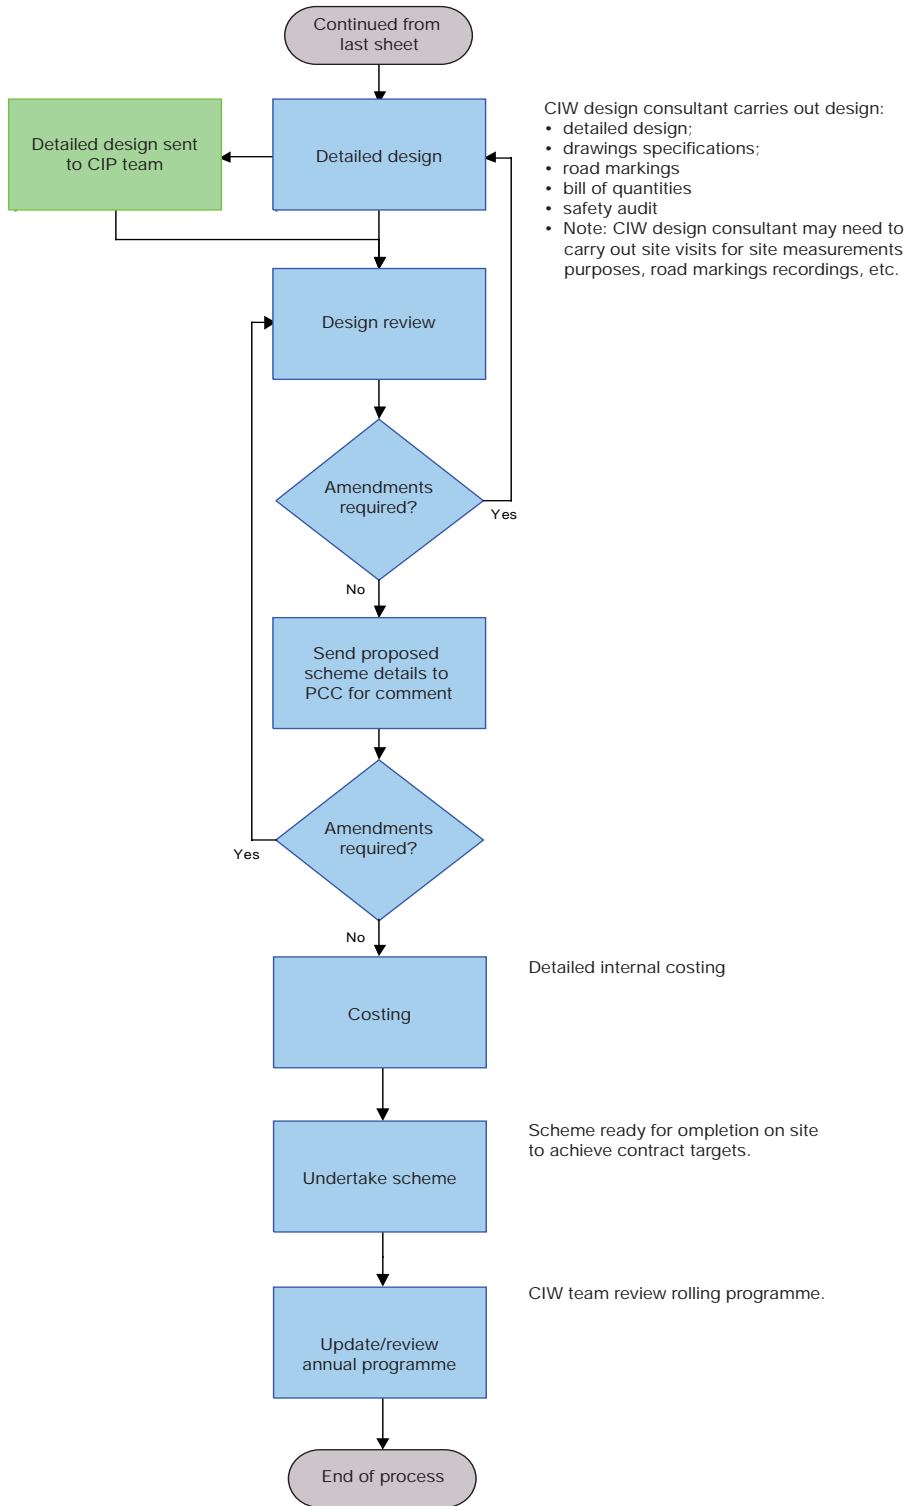 Continued from
last sheet
Detailed design sent
to CIP team
Detailed design
CIW design consultant carries out design:
• detailed design;
• drawings specifications;
• road markings
• bill of quantities
• safety audit
• Note: CIW design consultant may need to
carry out site visits for site measurements
purposes, road markings recordings, etc.
Design review
Amendments
required?
Yes
No
Send proposed
scheme details to
PCC for comment
Amendments
required?
Yes
No
Costing
Detailed internal costing
Undertake scheme
Scheme ready for ompletion on site
to achieve contract targets.
Update/review
annual programme
CIW team review rolling programme.
End of process